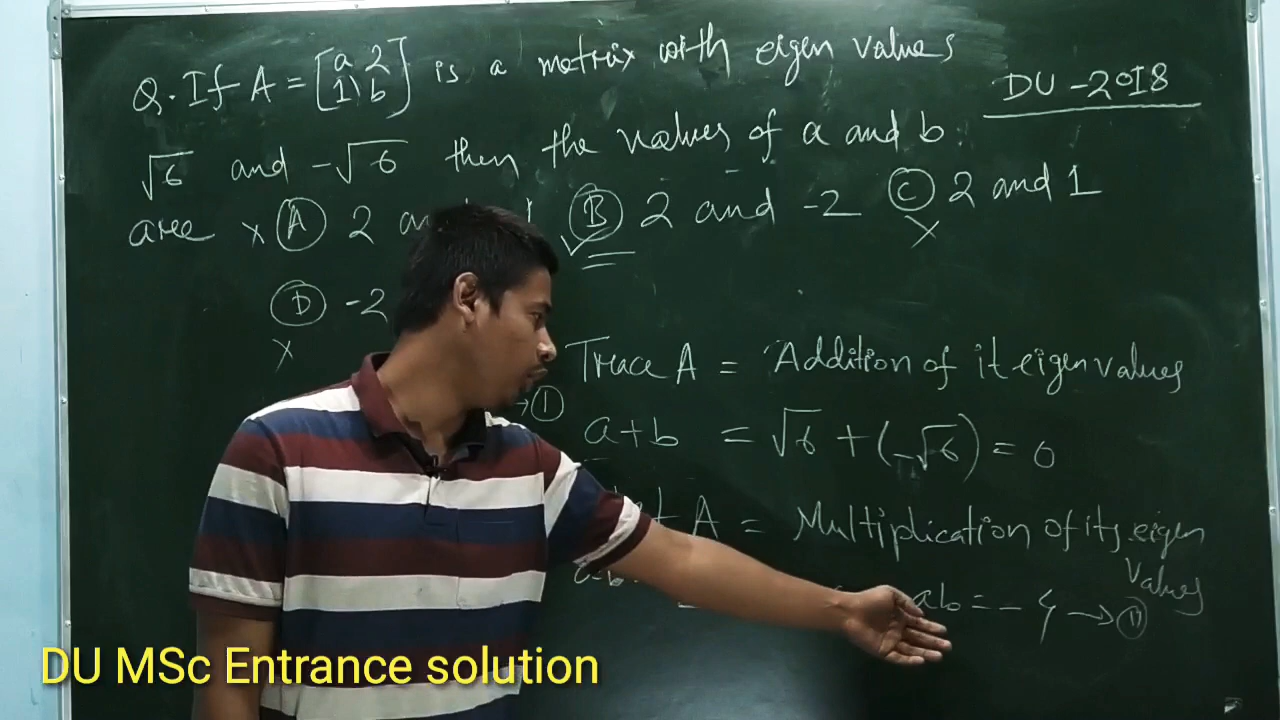 Q. If A = [a 2 is a matrix with eigen values
1 b]
DU - 2018
√6 and -√6 then the values of a and b
are × (A) 2 (B) 2 and -2 (C) 2 and 1
✓ ×
(D) -2
×
Trace A = Addition of it eigen values
→ (I)
a+b = √6 + (-√6) = 0
A = Multiplication of its eigen
values
ab = - 4 → (II)
DU MSc Entrance solution